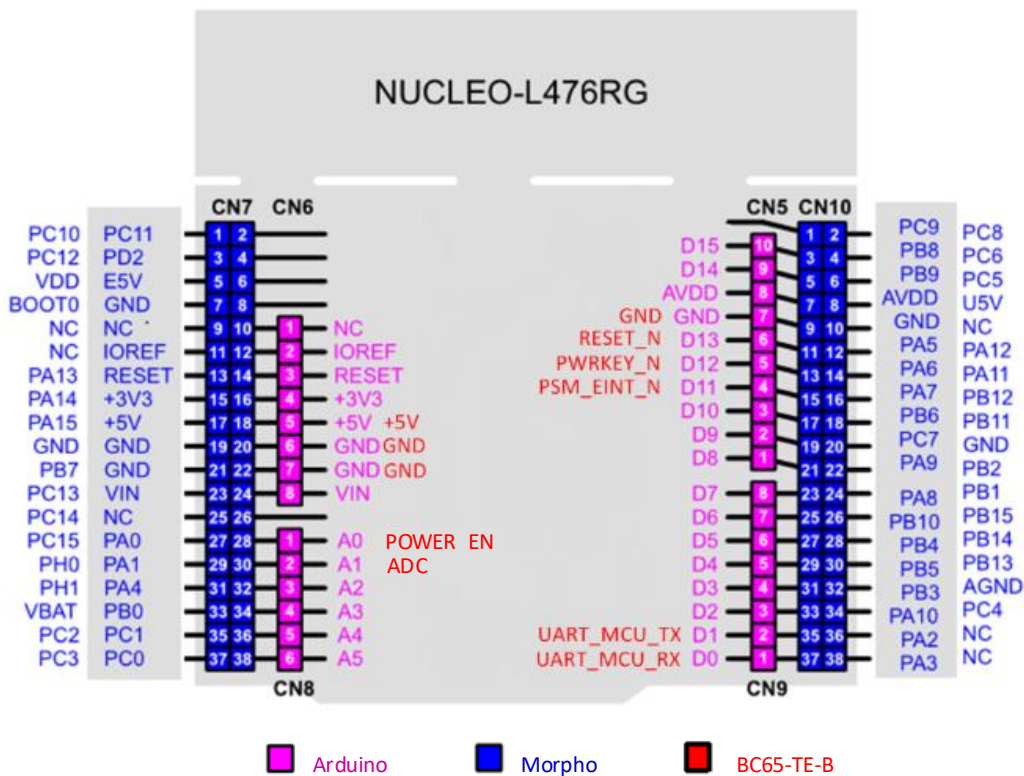 NUCLEO-L476RG
CN7 CN6 CN5 CN10
PC10 PC11 1 2 1 2 PC9 PC8
PC12 PD2 3 4 D15 10 3 4 PB8 PC6
VDD E5V 5 6 D14 9 5 6 PB9 PC5
BOOT0 GND 7 8 AVDD 8 7 8 AVDD U5V
NC NC 9 10 1 NC GND GND 7 9 10 GND NC
NC IOREF 11 12 2 IOREF RESET_N D13 6 11 12 PA5 PA12
PA13 RESET 13 14 3 RESET PWRKEY_N D12 5 13 14 PA6 PA11
PA14 +3V3 15 16 4 +3V3 PSM_EINT_N D11 4 15 16 PA7 PB12
PA15 +5V 17 18 5 +5V +5V D10 3 17 18 PB6 PB11
GND GND 19 20 6 GND GND D9 2 19 20 PC7 GND
PB7 GND 21 22 7 GND GND D8 1 21 22 PA9 PB2
PC13 VIN 23 24 8 VIN D7 8 23 24 PA8 PB1
PC14 NC 25 26 D6 7 25 26 PB10 PB15
PC15 PA0 27 28 1 A0 POWER EN D5 6 27 28 PB4 PB14
PH0 PA1 29 30 2 A1 ADC D4 5 29 30 PB5 PB13
PH1 PA4 31 32 3 A2 D3 4 31 32 PB3 AGND
VBAT PB0 33 34 4 A3 D2 3 33 34 PA10 PC4
PC2 PC1 35 36 5 A4 UART_MCU_TX D1 2 35 36 PA2 NC
PC3 PC0 37 38 6 A5 UART_MCU_RX D0 1 37 38 PA3 NC
CN8 CN9
Arduino Morpho BC65-TE-B